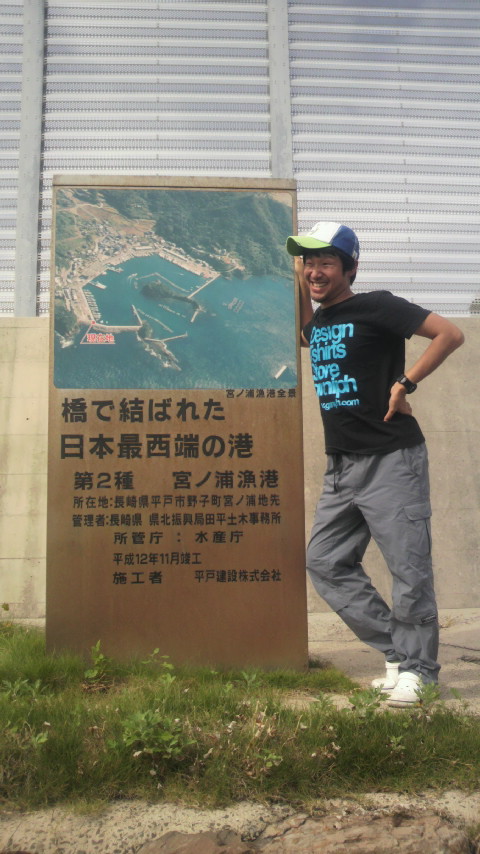 現在地
宮ノ浦漁港全景
橋で結ばれた
日本最西端の港
第2種 宮ノ浦漁港
所在地:長崎県平戸市野子町宮ノ浦地先
管理者:長崎県 県北振興局田平土木事務所
所管庁:水産庁
平成12年11月竣工
施工者 平戸建設株式会社
Design
tshirts
Store
.com